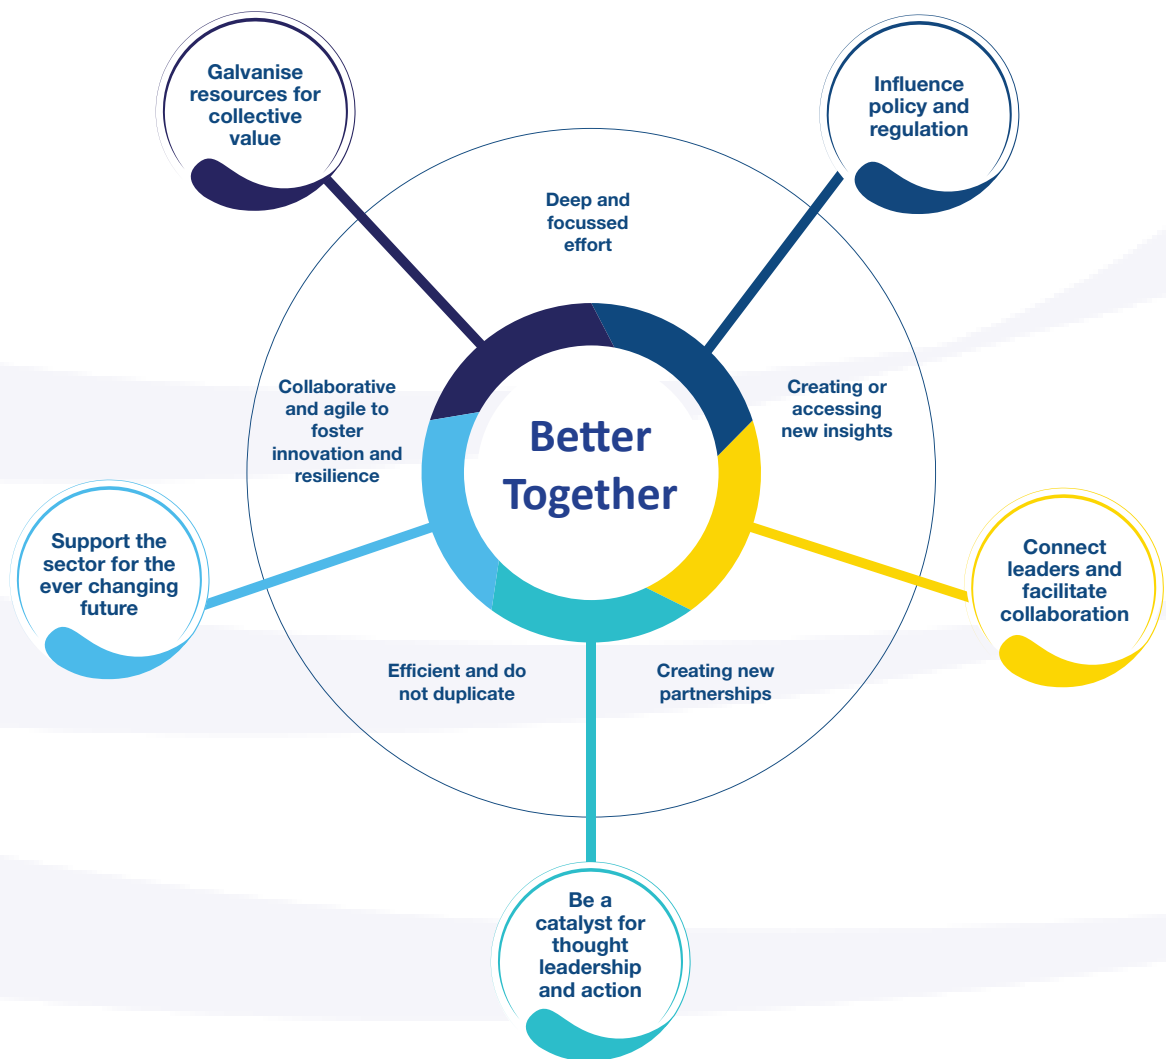 Galvanise
resources for
collective
value
Influence
policy and
regulation
Deep and
focussed
effort
Collaborative
and agile to
foster
innovation and
resilience
Creating or
accessing
new insights
Better
Together
Support the
sector for the
ever changing
future
Connect
leaders and
facilitate
collaboration
Efficient and do
not duplicate
Creating new
partnerships
Be a
catalyst for
thought
leadership
and action